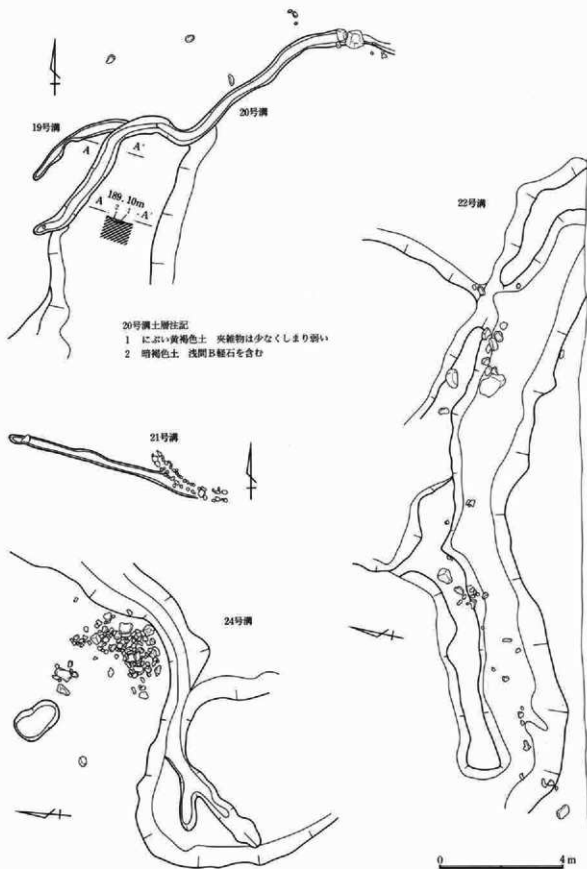 19号溝
20号溝
A
A'
189.10m
A
2
1
A'
22号溝
20号溝土層注記
1 にぶい黄褐色土 夾雑物は少なくしまり弱い
2 暗褐色土 浅間B軽石を含む
21号溝
24号溝
0
4m